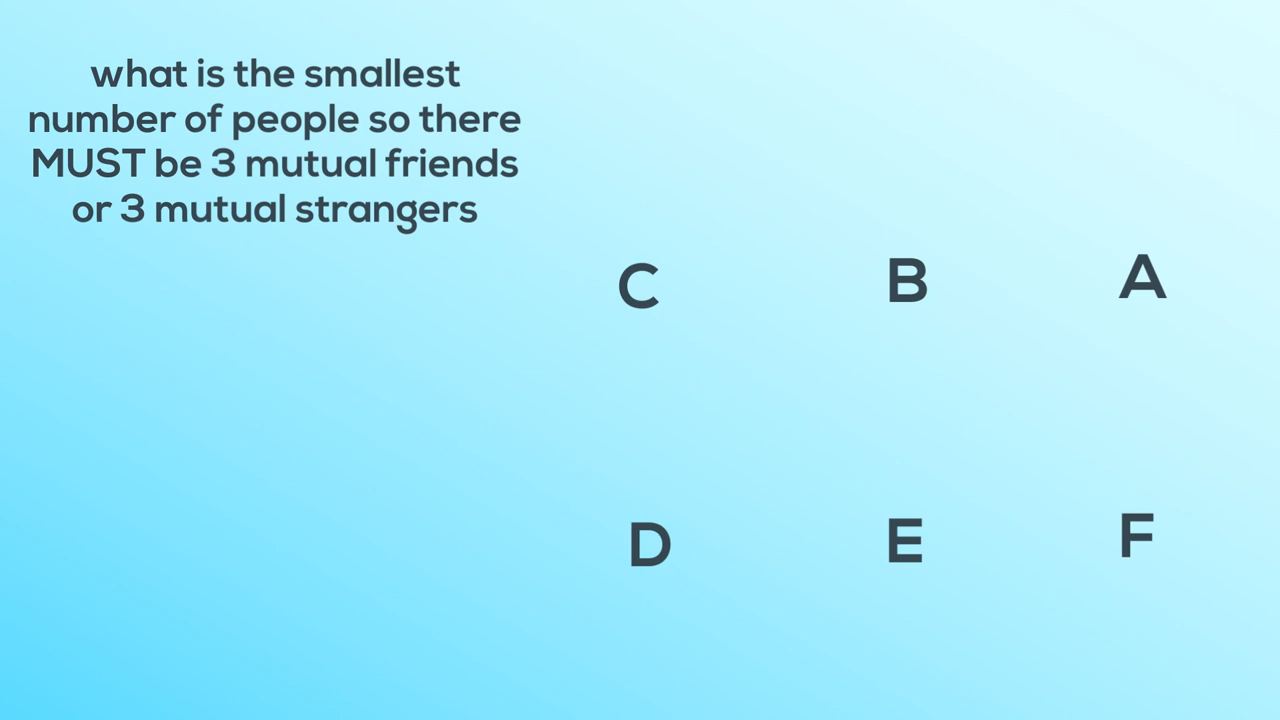 what is the smallest
number of people so there
MUST be 3 mutual friends
or 3 mutual strangers
C B A
D E F